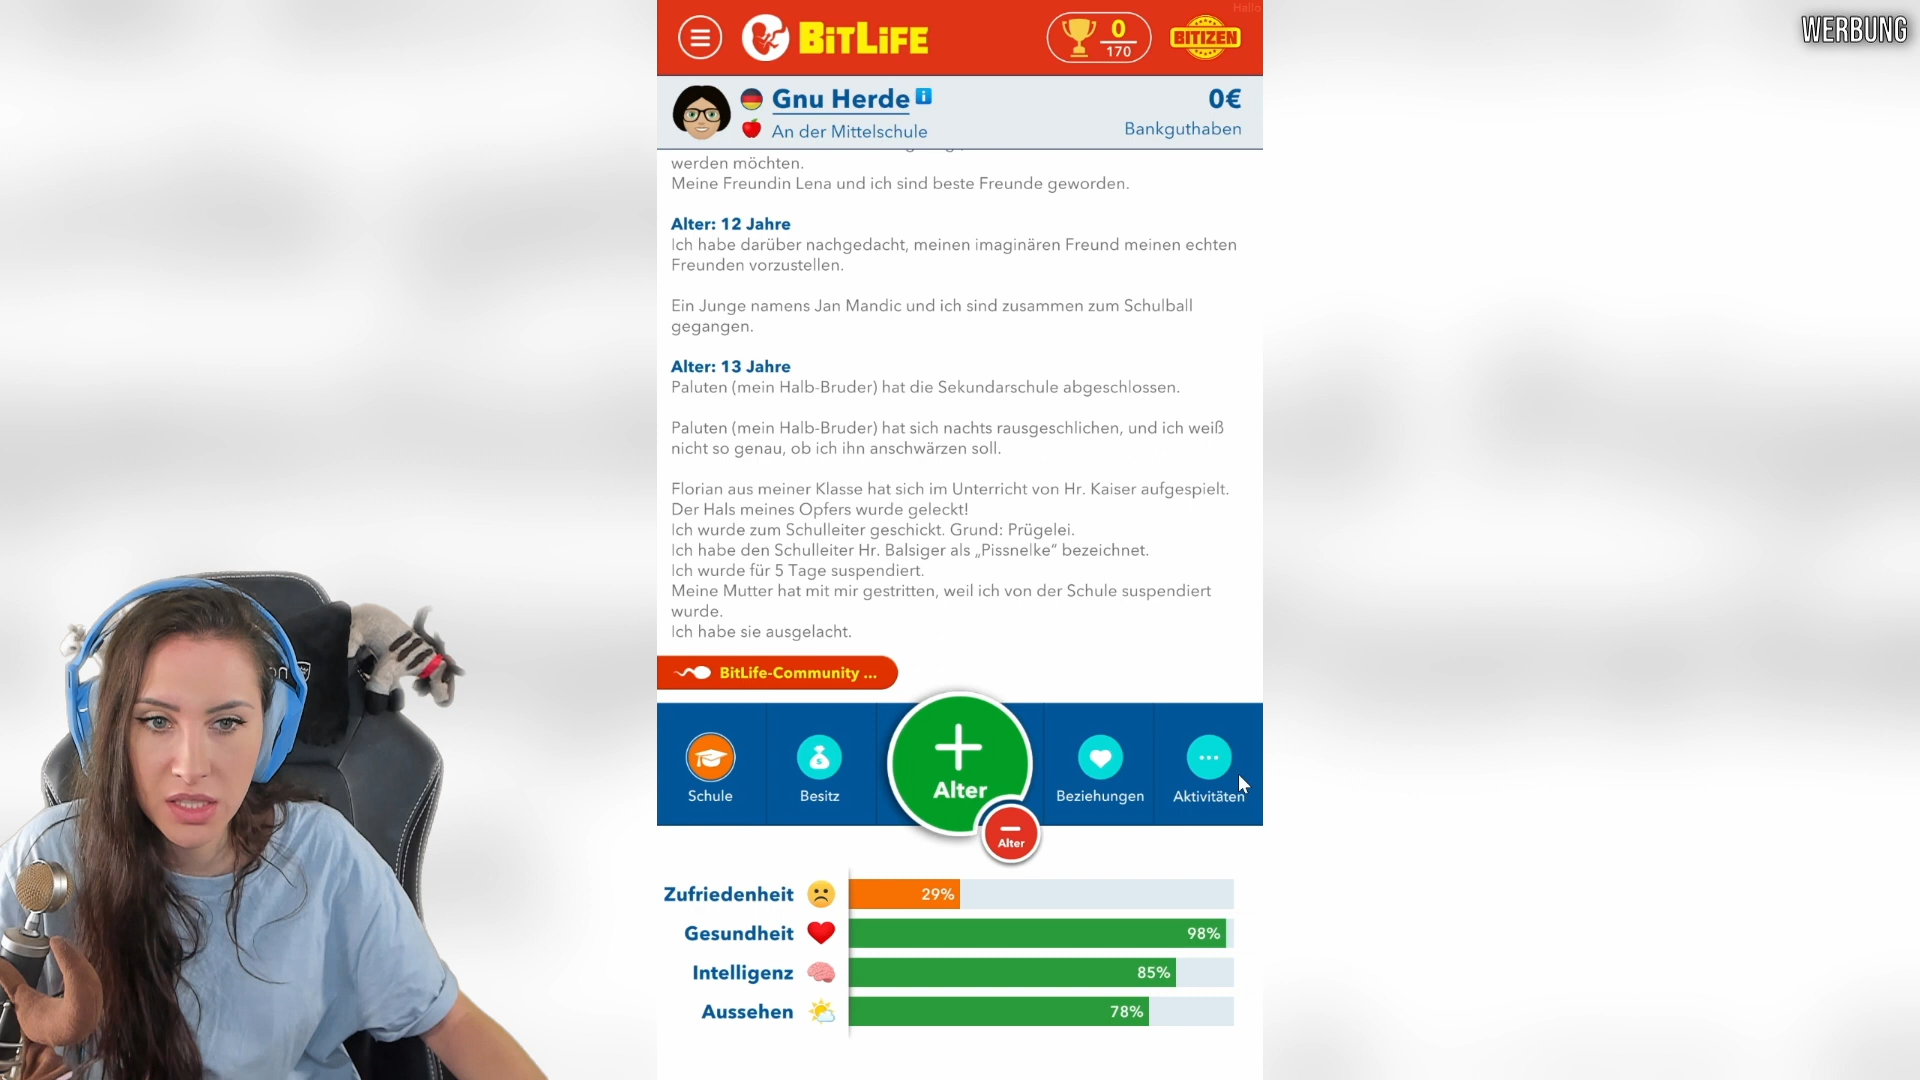 Hallo
WERBUNG
BiTLiFE
0
170
BITIZEN
Gnu Herde
0€
An der Mittelschule
Bankguthaben
werden möchten.
Meine Freundin Lena und ich sind beste Freunde geworden.
Alter: 12 Jahre
Ich habe darüber nachgedacht, meinen imaginären Freund meinen echten
Freunden vorzustellen.
Ein Junge namens Jan Mandic und ich sind zusammen zum Schulball
gegangen.
Alter: 13 Jahre
Paluten (mein Halb-Bruder) hat die Sekundarschule abgeschlossen.
Paluten (mein Halb-Bruder) hat sich nachts rausgeschlichen, und ich weiß
nicht so genau, ob ich ihn anschwärzen soll.
Florian aus meiner Klasse hat sich im Unterricht von Hr. Kaiser aufgespielt.
Der Hals meines Opfers wurde geleckt!
Ich wurde zum Schulleiter geschickt. Grund: Prügelei.
Ich habe den Schulleiter Hr. Balsiger als „Pissnelke“ bezeichnet.
Ich wurde für 5 Tage suspendiert.
Meine Mutter hat mit mir gestritten, weil ich von der Schule suspendiert
wurde.
Ich habe sie ausgelacht.
BitLife-Community ...
Schule
Besitz
Alter
Beziehungen
Aktivitäten
Alter
Zufriedenheit 29%
Gesundheit 98%
Intelligenz 85%
Aussehen 78%